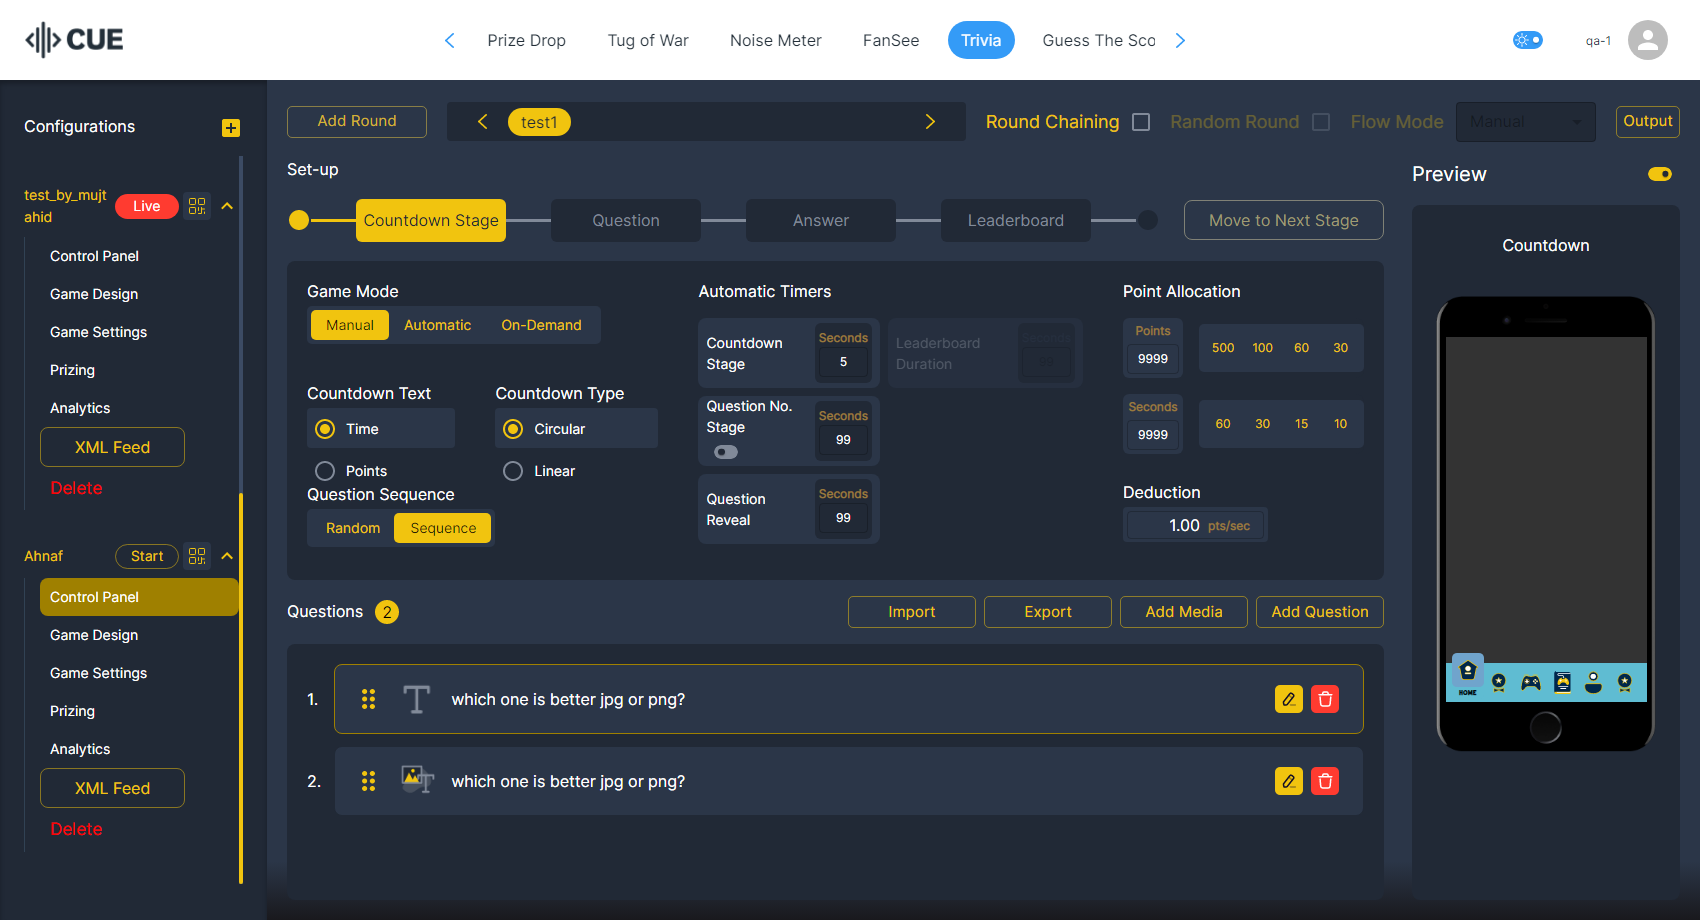 CUE
Prize Drop
Tug of War
Noise Meter
FanSee
Trivia
Guess The Sco
qa-1
Configurations
Add Round
test1
Round Chaining
Random Round
Flow Mode
Manual
Output
Set-up
Preview
test_by_mujt
ahid
Live
Countdown Stage
Question
Answer
Leaderboard
Move to Next Stage
Countdown
Control Panel
Game Design
Game Settings
Prizing
Analytics
XML Feed
Delete
Game Mode
Manual
Automatic
On-Demand
Countdown Text
Time
Points
Countdown Type
Circular
Linear
Question Sequence
Random
Sequence
Automatic Timers
Countdown
Stage
Seconds
5
Leaderboard
Duration
Seconds
Question No.
Stage
Seconds
99
Question
Reveal
Seconds
99
Point Allocation
Points
9999
500
100
60
30
Seconds
9999
60
30
15
10
Deduction
1.00 pts/sec
Ahnaf
Start
Control Panel
Game Design
Game Settings
Prizing
Analytics
XML Feed
Delete
Questions 2
Import
Export
Add Media
Add Question
1. which one is better jpg or png?
2. which one is better jpg or png?
HOME